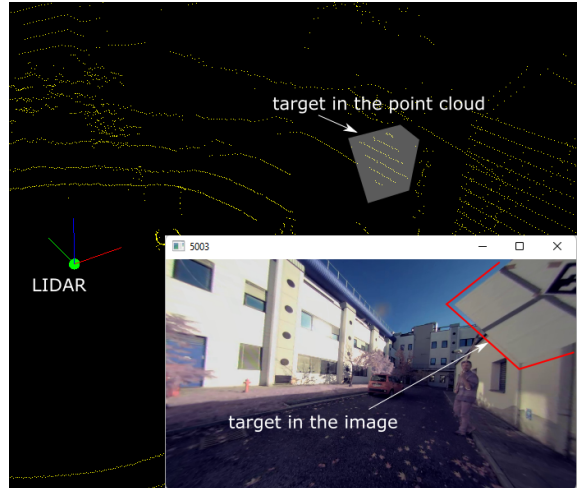 target in the point cloud
LIDAR
5003
target in the image